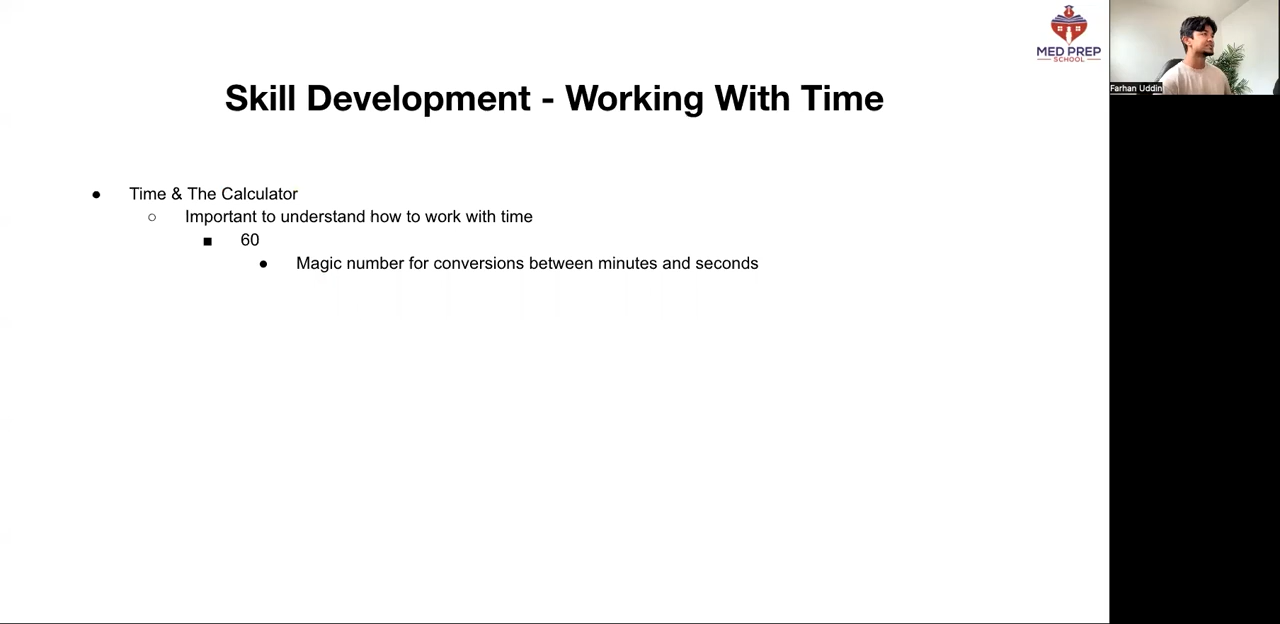 MED PREP
SCHOOL
Farhan Uddin
Skill Development - Working With Time
● Time & The Calculator
○ Important to understand how to work with time
■ 60
● Magic number for conversions between minutes and seconds